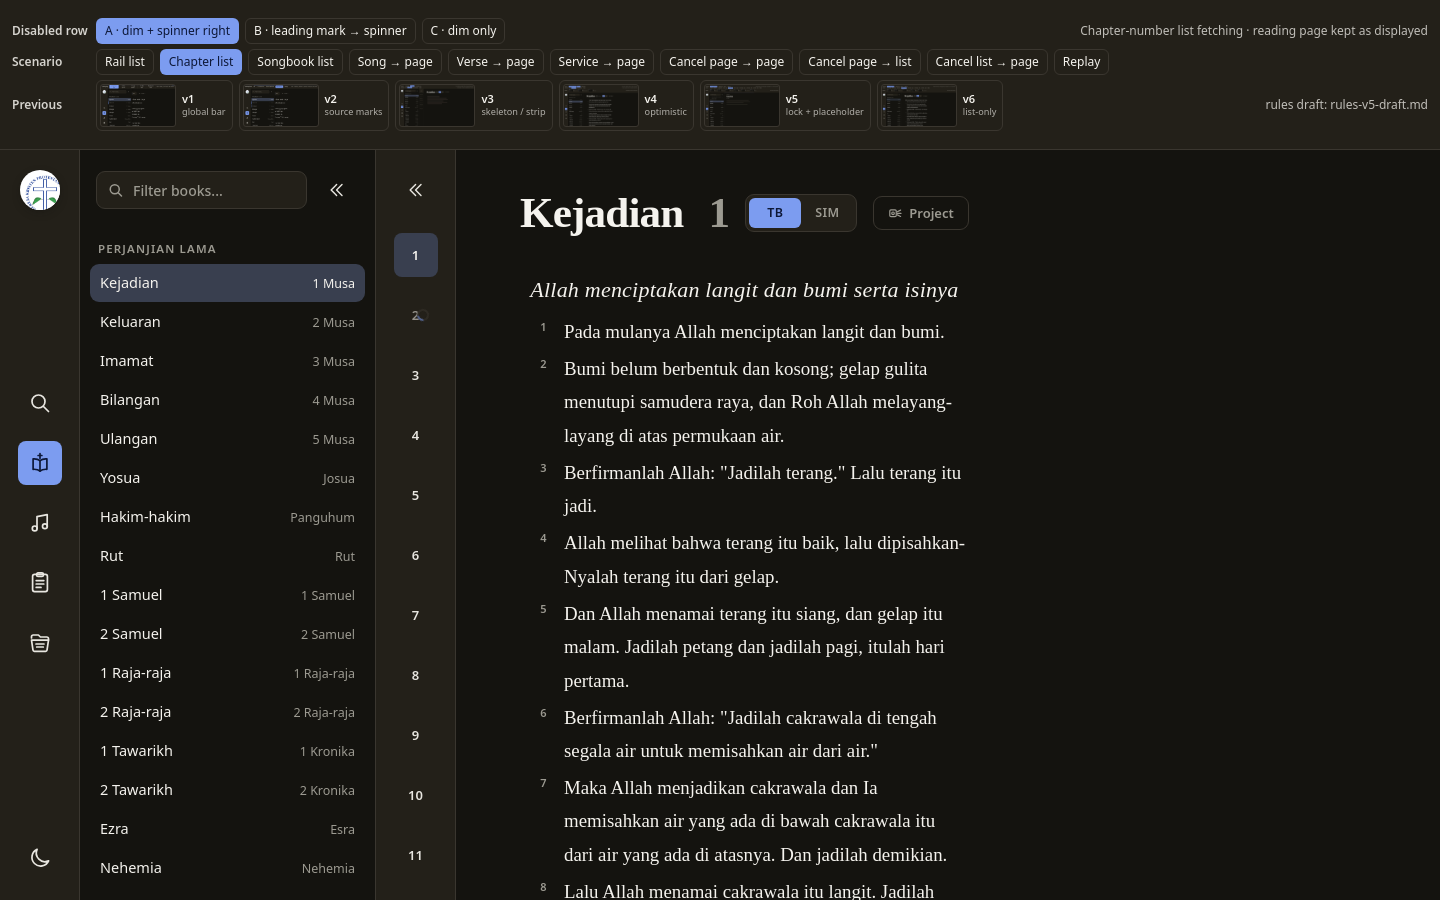 Disabled row A · dim + spinner right B · leading mark → spinner C · dim only Chapter-number list fetching · reading page kept as displayed
Scenario Rail list Chapter list Songbook list Song → page Verse → page Service → page Cancel page → page Cancel page → list Cancel list → page Replay
Previous v1 global bar v2 source marks v3 skeleton / strip v4 optimistic v5 lock + placeholder v6 list-only rules draft: rules-v5-draft.md
Filter books...
PERJANJIAN LAMA
Kejadian 1 Musa
Keluaran 2 Musa
Imamat 3 Musa
Bilangan 4 Musa
Ulangan 5 Musa
Yosua Josua
Hakim-hakim Panguhum
Rut Rut
1 Samuel 1 Samuel
2 Samuel 2 Samuel
1 Raja-raja 1 Raja-raja
2 Raja-raja 2 Raja-raja
1 Tawarikh 1 Kronika
2 Tawarikh 2 Kronika
Ezra Esra
Nehemia Nehemia
1
2
3
4
5
6
7
8
9
10
11
Kejadian 1 TB SIM Project
Allah menciptakan langit dan bumi serta isinya
1 Pada mulanya Allah menciptakan langit dan bumi.
2 Bumi belum berbentuk dan kosong; gelap gulita
menutupi samudera raya, dan Roh Allah melayang-
layang di atas permukaan air.
3 Berfirmanlah Allah: "Jadilah terang." Lalu terang itu
jadi.
4 Allah melihat bahwa terang itu baik, lalu dipisahkan-
Nyalah terang itu dari gelap.
5 Dan Allah menamai terang itu siang, dan gelap itu
malam. Jadilah petang dan jadilah pagi, itulah hari
pertama.
6 Berfirmanlah Allah: "Jadilah cakrawala di tengah
segala air untuk memisahkan air dari air."
7 Maka Allah menjadikan cakrawala dan Ia
memisahkan air yang ada di bawah cakrawala itu
dari air yang ada di atasnya. Dan jadilah demikian.
8 Lalu Allah menamai cakrawala itu langit. Jadilah